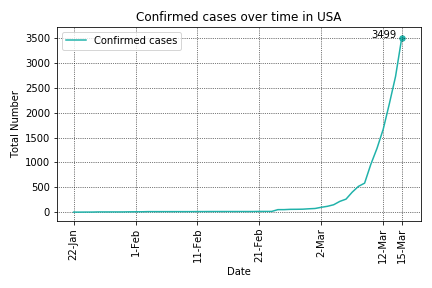 Confirmed cases over time in USA
Confirmed cases
3499
Total Number
3500
3000
2500
2000
1500
1000
500
0
22-Jan
1-Feb
11-Feb
21-Feb
2-Mar
12-Mar
15-Mar
Date